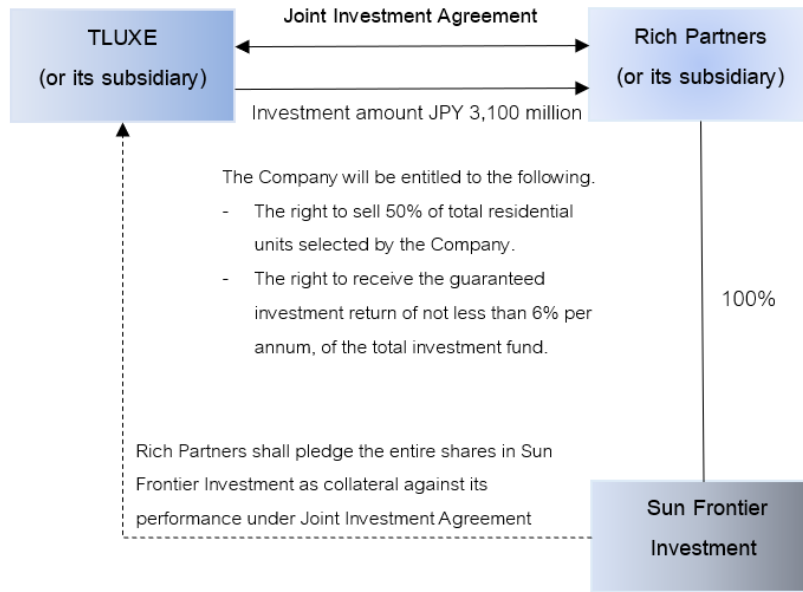 Joint Investment Agreement
TLUXE
(or its subsidiary)
Rich Partners
(or its subsidiary)
Investment amount JPY 3,100 million
The Company will be entitled to the following.
- The right to sell 50% of total residential
units selected by the Company.
- The right to receive the guaranteed
investment return of not less than 6% per
annum, of the total investment fund.
100%
Rich Partners shall pledge the entire shares in Sun
Frontier Investment as collateral against its
performance under Joint Investment Agreement
Sun Frontier
Investment